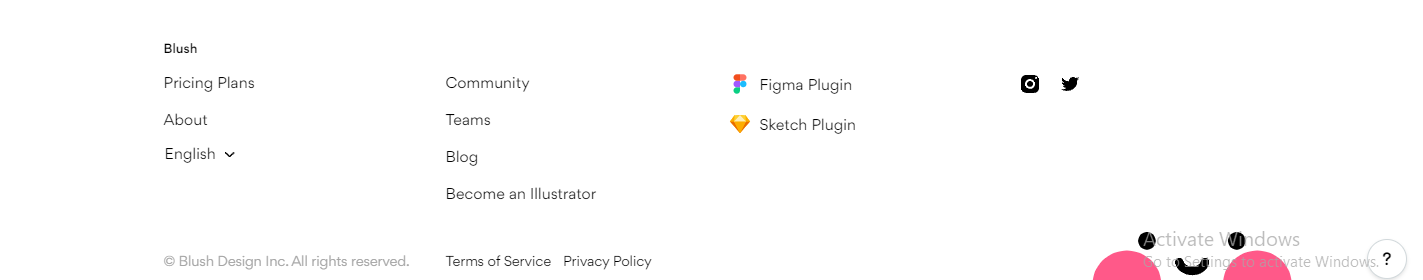 Blush
Pricing Plans
About
English
Community
Teams
Blog
Become an Illustrator
Figma Plugin
Sketch Plugin
© Blush Design Inc. All rights reserved.
Terms of Service
Privacy Policy
Activate Windows
Go to Settings to activate Windows.
?